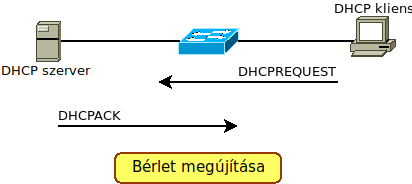 DHCP kliens
DHCP szerver
DHCPREQUEST
DHCPACK
Bérlet megújítása